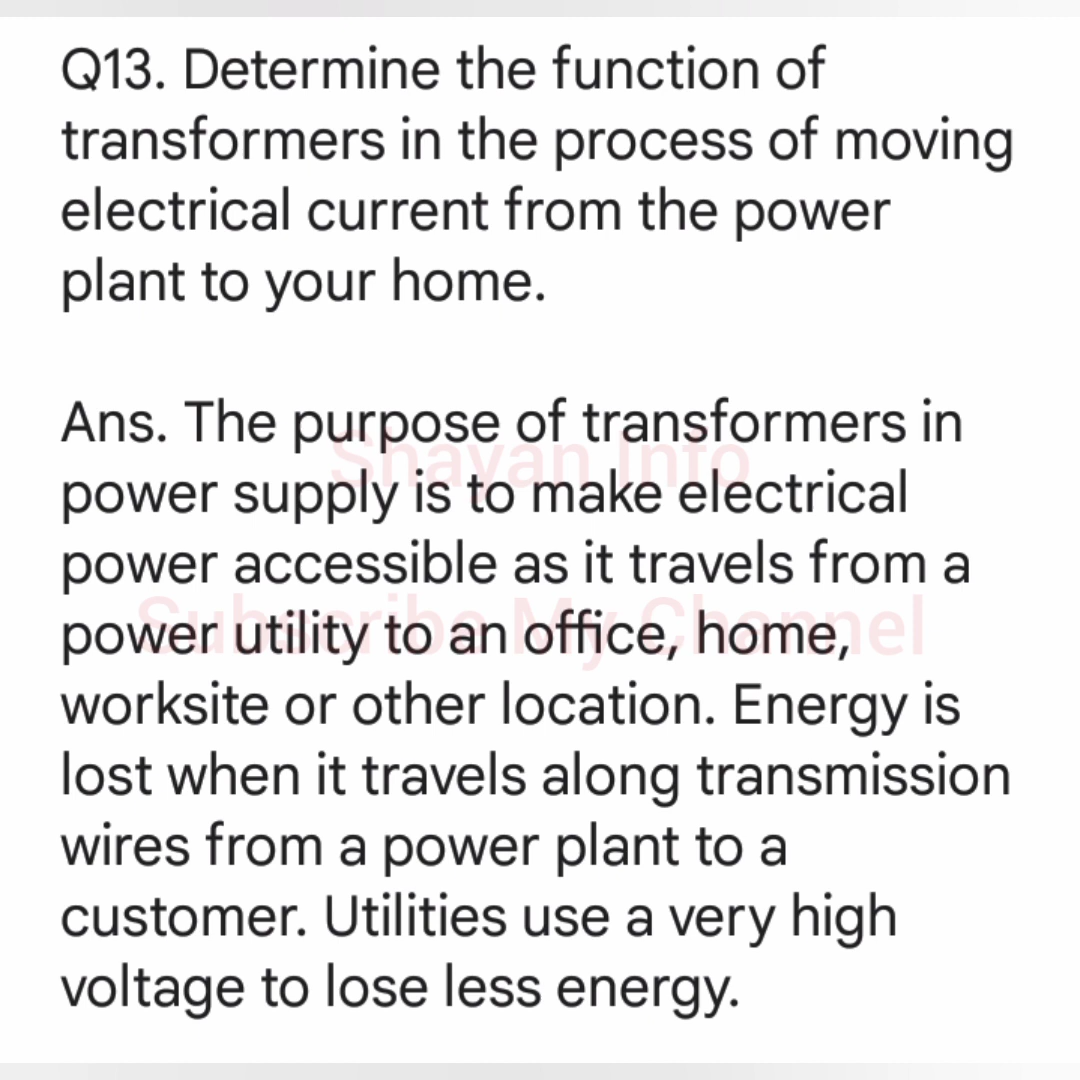 Q13. Determine the function of
transformers in the process of moving
electrical current from the power
plant to your home.
Ans. The purpose of transformers in
Shayan Info
power supply is to make electrical
power accessible as it travels from a
Subscribe My Channel
power utility to an office, home,
worksite or other location. Energy is
lost when it travels along transmission
wires from a power plant to a
customer. Utilities use a very high
voltage to lose less energy.